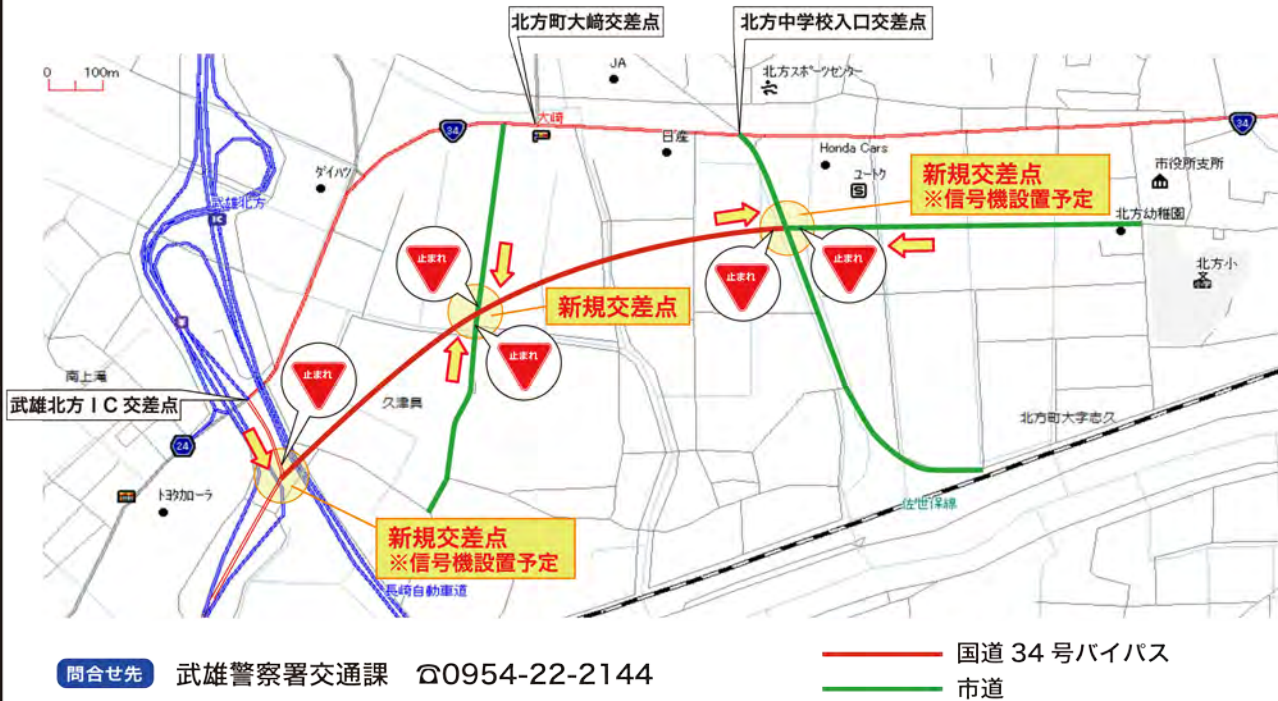 北方町大﨑交差点
北方中学校入口交差点
0 100m
JA
北方スポーツセンター
34
大崎
日産
Honda Cars
ユートク
S
34
ダイハツ
武雄北方
IC
新規交差点
※信号機設置予定
市役所支所
北方幼稚園
北方小
止まれ
止まれ
止まれ
新規交差点
止まれ
止まれ
南上滝
武雄北方IC交差点
久津具
北方町大字志久
24
トヨタカローラ
佐世保線
新規交差点
※信号機設置予定
長崎自動車道
問合せ先 武雄警察署交通課 ☎0954-22-2144
国道34号バイパス
市道